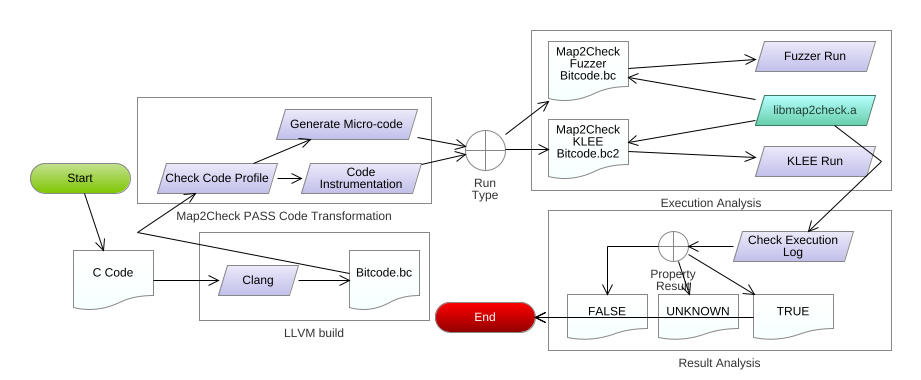 Start
C Code
Clang
Bitcode.bc
LLVM build
Check Code Profile
Generate Micro-code
Code
Instrumentation
Map2Check PASS Code Transformation
Run
Type
Map2Check
Fuzzer
Bitcode.bc
Map2Check
KLEE
Bitcode.bc2
Fuzzer Run
libmap2check.a
KLEE Run
Execution Analysis
Check Execution
Log
Property
Result
FALSE
UNKNOWN
TRUE
End
Result Analysis